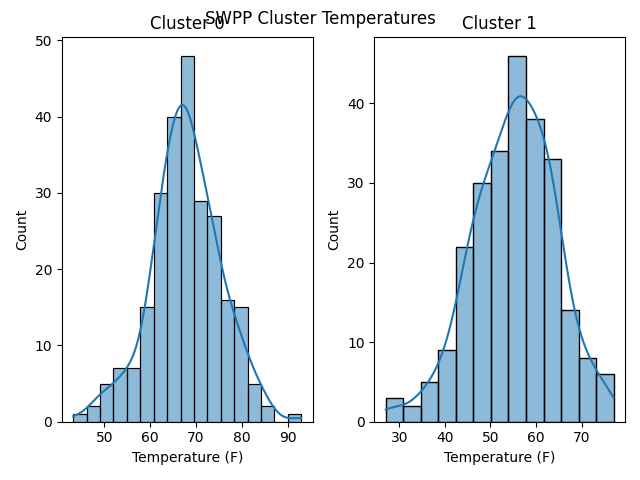 SWPP Cluster Temperatures
Cluster 0
Cluster 1
Count
50
40
30
20
10
0
50 60 70 80 90
Temperature (F)
Count
40
30
20
10
0
30 40 50 60 70
Temperature (F)